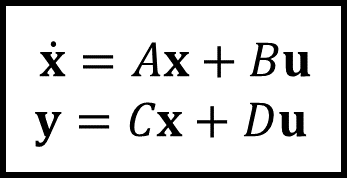 ẋ = Ax + Bu
y = Cx + Du